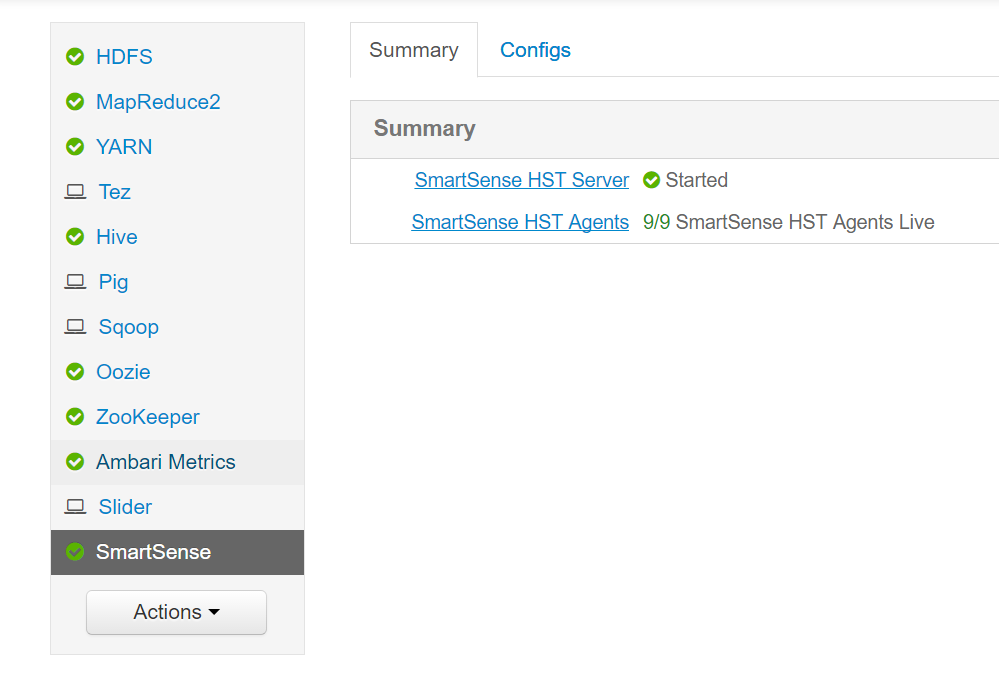 HDFS
MapReduce2
YARN
Tez
Hive
Pig
Sqoop
Oozie
ZooKeeper
Ambari Metrics
Slider
SmartSense
Actions
Summary Configs
Summary
SmartSense HST Server Started
SmartSense HST Agents 9/9 SmartSense HST Agents Live